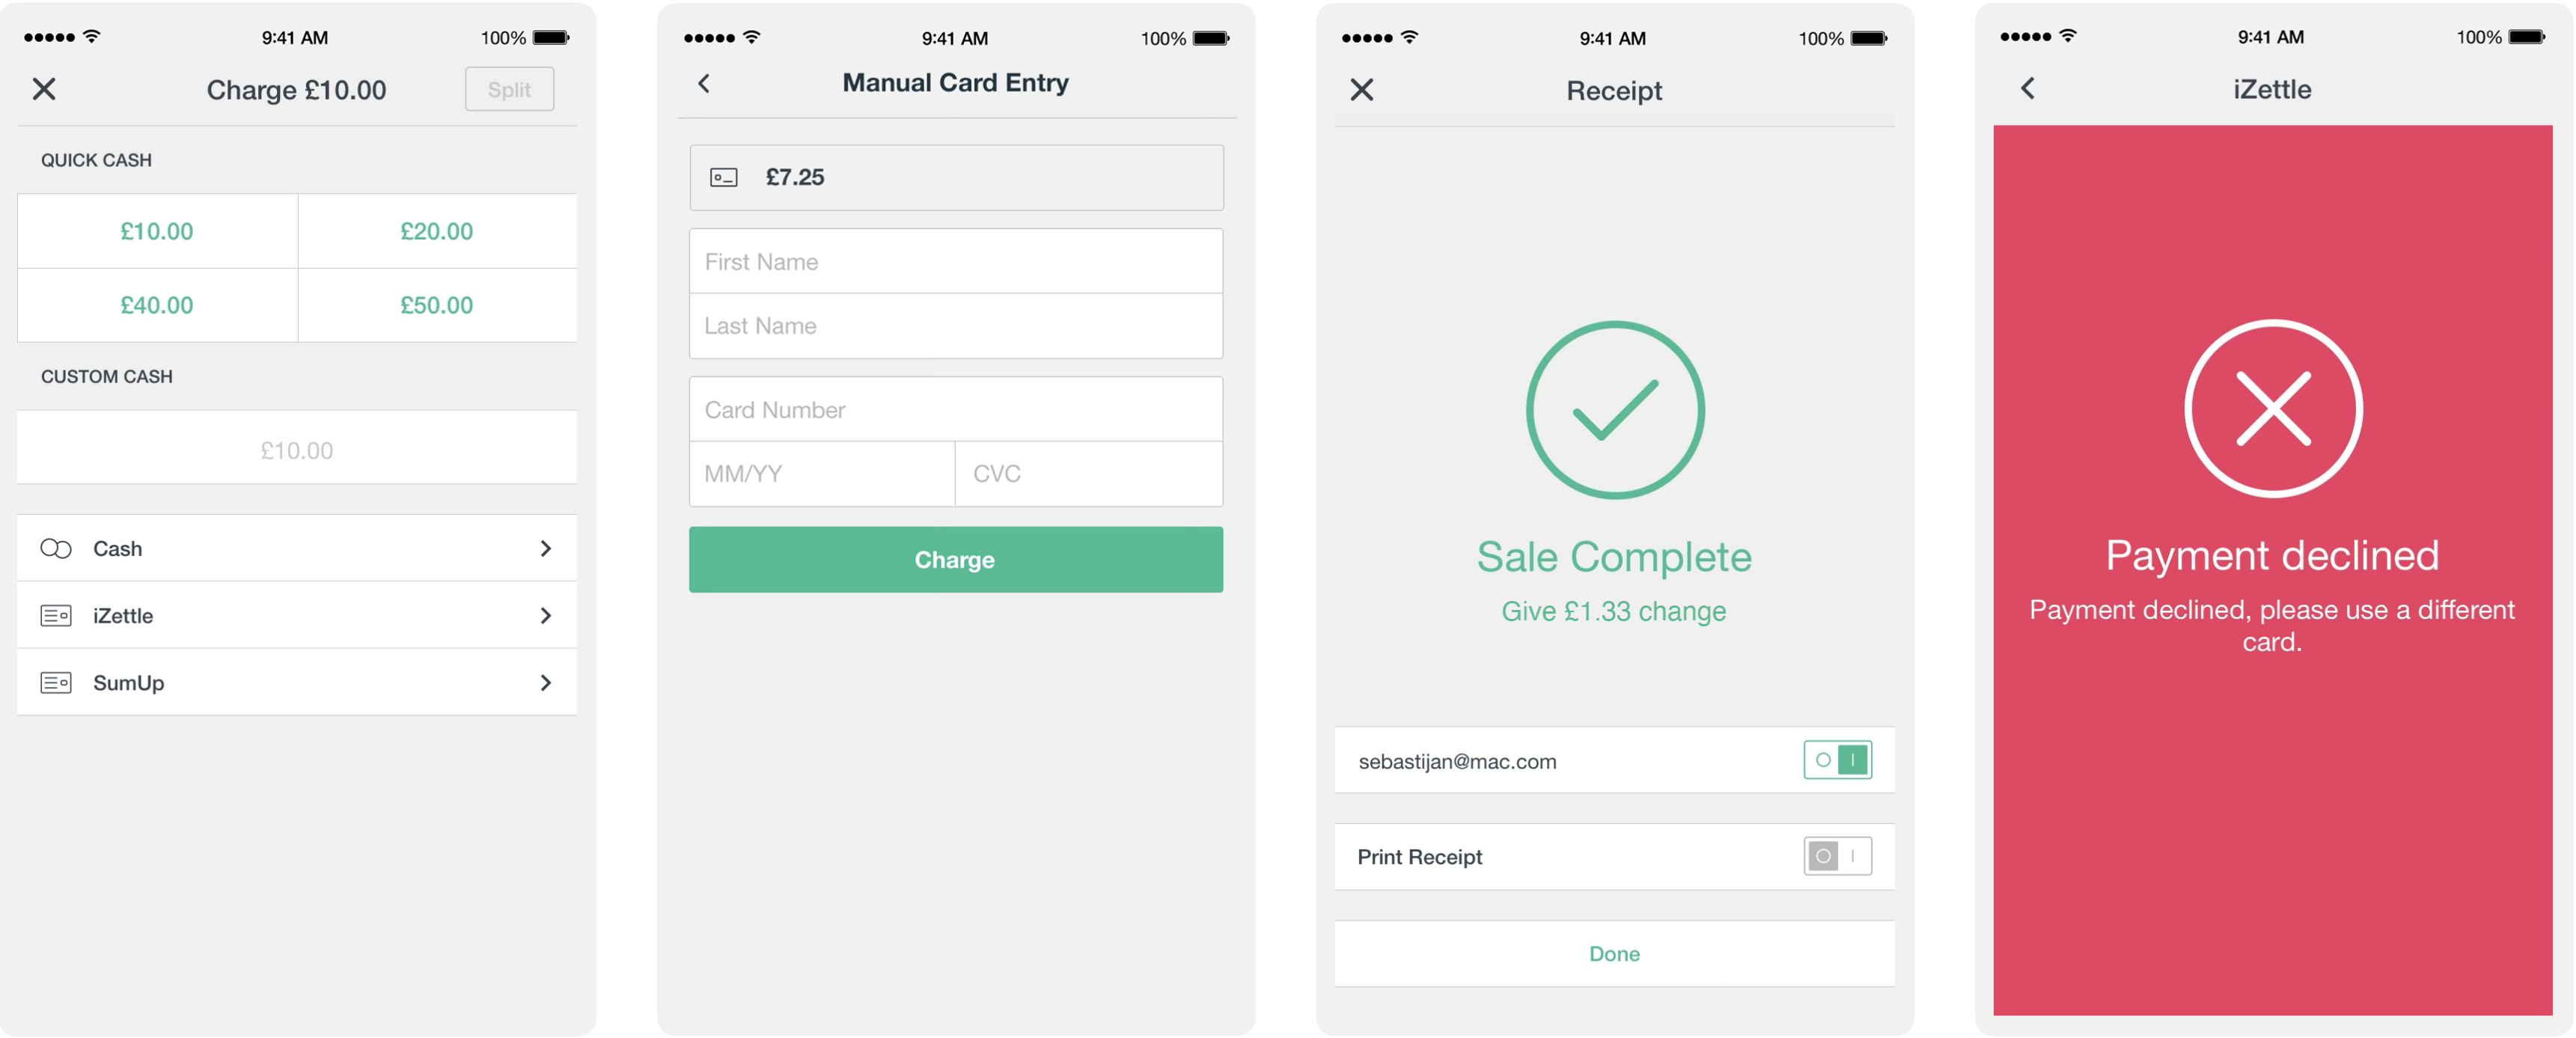 9:41 AM 100%
Charge £10.00 Split
QUICK CASH
£10.00 £20.00
£40.00 £50.00
CUSTOM CASH
£10.00
Cash
iZettle
SumUp
9:41 AM 100%
Manual Card Entry
£7.25
First Name
Last Name
Card Number
MM/YY CVC
Charge
9:41 AM 100%
Receipt
Sale Complete
Give £1.33 change
sebastijan@mac.com
Print Receipt
Done
9:41 AM 100%
iZettle
Payment declined
Payment declined, please use a different
card.